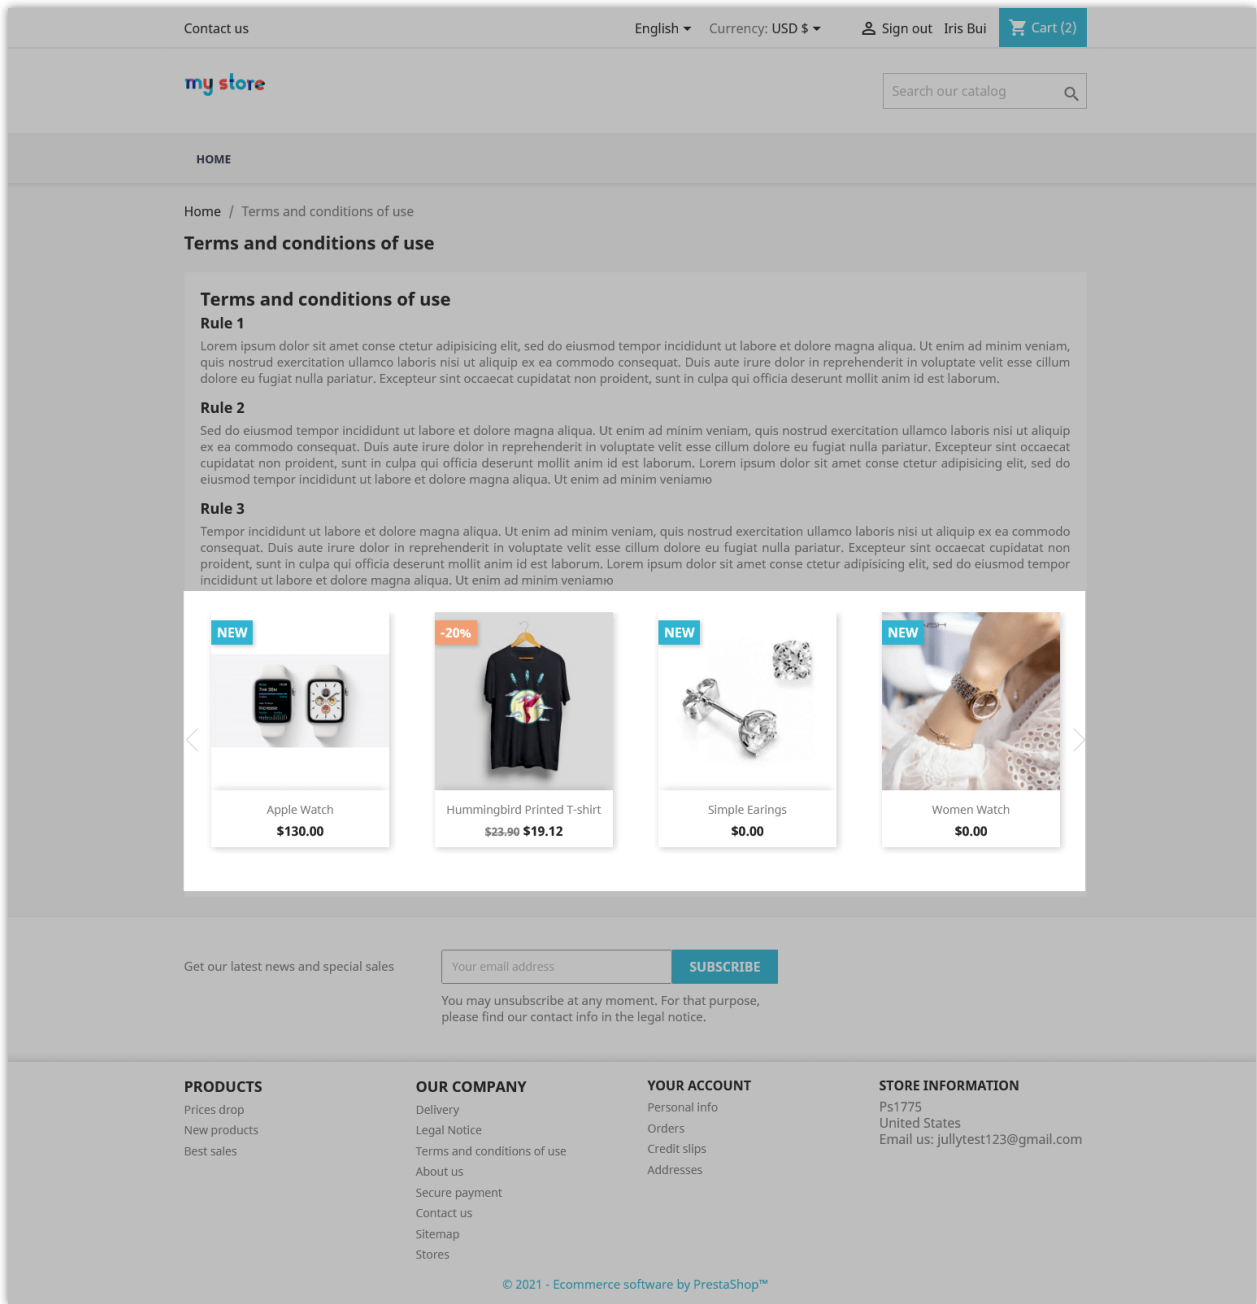 Contact us
English
Currency: USD $
Sign out
Iris Bui
Cart (2)
my store
Search our catalog
HOME
Home / Terms and conditions of use
Terms and conditions of use
Terms and conditions of use
Rule 1
Lorem ipsum dolor sit amet conse ctetur adipisicing elit, sed do eiusmod tempor incididunt ut labore et dolore magna aliqua. Ut enim ad minim veniam,
quis nostrud exercitation ullamco laboris nisi ut aliquip ex ea commodo consequat. Duis aute irure dolor in reprehenderit in voluptate velit esse cillum
dolore eu fugiat nulla pariatur. Excepteur sint occaecat cupidatat non proident, sunt in culpa qui officia deserunt mollit anim id est laborum.
Rule 2
Sed do eiusmod tempor incididunt ut labore et dolore magna aliqua. Ut enim ad minim veniam, quis nostrud exercitation ullamco laboris nisi ut aliquip
ex ea commodo consequat. Duis aute irure dolor in reprehenderit in voluptate velit esse cillum dolore eu fugiat nulla pariatur. Excepteur sint occaecat
cupidatat non proident, sunt in culpa qui officia deserunt mollit anim id est laborum. Lorem ipsum dolor sit amet conse ctetur adipisicing elit, sed do
eiusmod tempor incididunt ut labore et dolore magna aliqua. Ut enim ad minim veniamю
Rule 3
Tempor incididunt ut labore et dolore magna aliqua. Ut enim ad minim veniam, quis nostrud exercitation ullamco laboris nisi ut aliquip ex ea commodo
consequat. Duis aute irure dolor in reprehenderit in voluptate velit esse cillum dolore eu fugiat nulla pariatur. Excepteur sint occaecat cupidatat non
proident, sunt in culpa qui officia deserunt mollit anim id est laborum. Lorem ipsum dolor sit amet conse ctetur adipisicing elit, sed do eiusmod tempor
incididunt ut labore et dolore magna aliqua. Ut enim ad minim veniamю
NEW
Apple Watch
$130.00
-20%
Hummingbird Printed T-shirt
$23.90 $19.12
NEW
Simple Earings
$0.00
NEW
Women Watch
$0.00
Get our latest news and special sales
Your email address
SUBSCRIBE
You may unsubscribe at any moment. For that purpose,
please find our contact info in the legal notice.
PRODUCTS
Prices drop
New products
Best sales
OUR COMPANY
Delivery
Legal Notice
Terms and conditions of use
About us
Secure payment
Contact us
Sitemap
Stores
YOUR ACCOUNT
Personal info
Orders
Credit slips
Addresses
STORE INFORMATION
Ps1775
United States
Email us: jullytest123@gmail.com
© 2021 - Ecommerce software by PrestaShop™